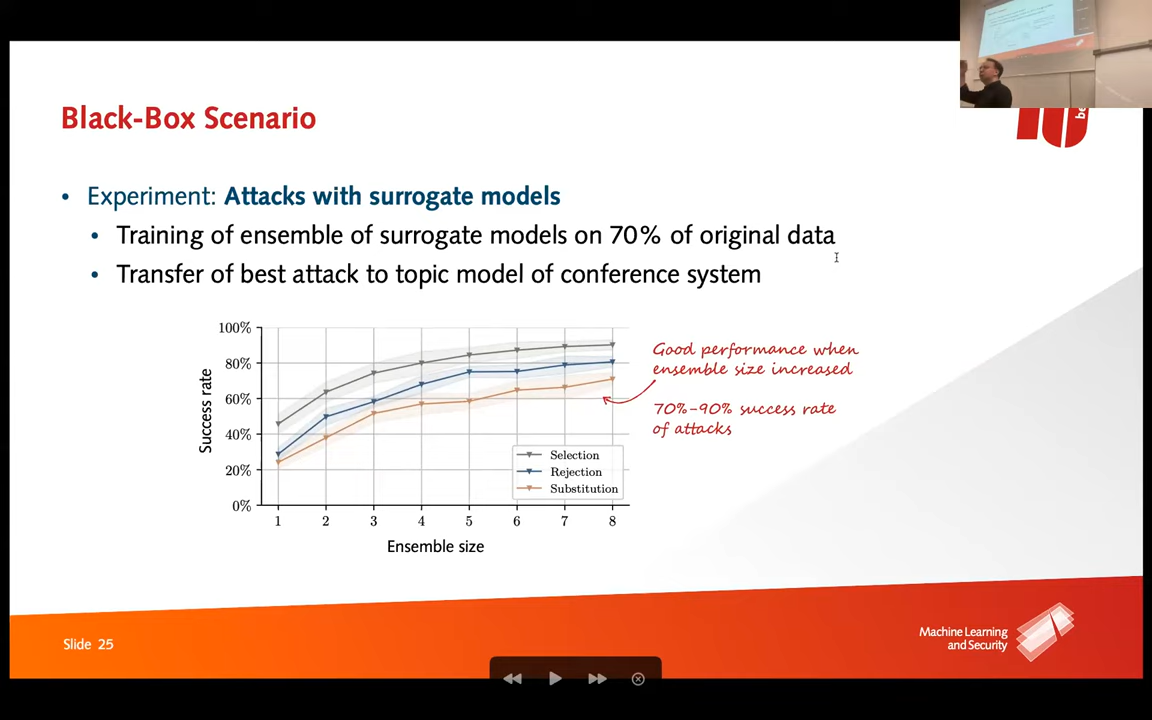 Black-Box Scenario
be
• Experiment: Attacks with surrogate models
• Training of ensemble of surrogate models on 70% of original data
• Transfer of best attack to topic model of conference system
100%
80%
60%
40%
20%
0%
Success rate
1 2 3 4 5 6 7 8
Ensemble size
Selection
Rejection
Substitution
Good performance when
ensemble size increased
70%-90% success rate
of attacks
Slide 25
Machine Learning
and Security